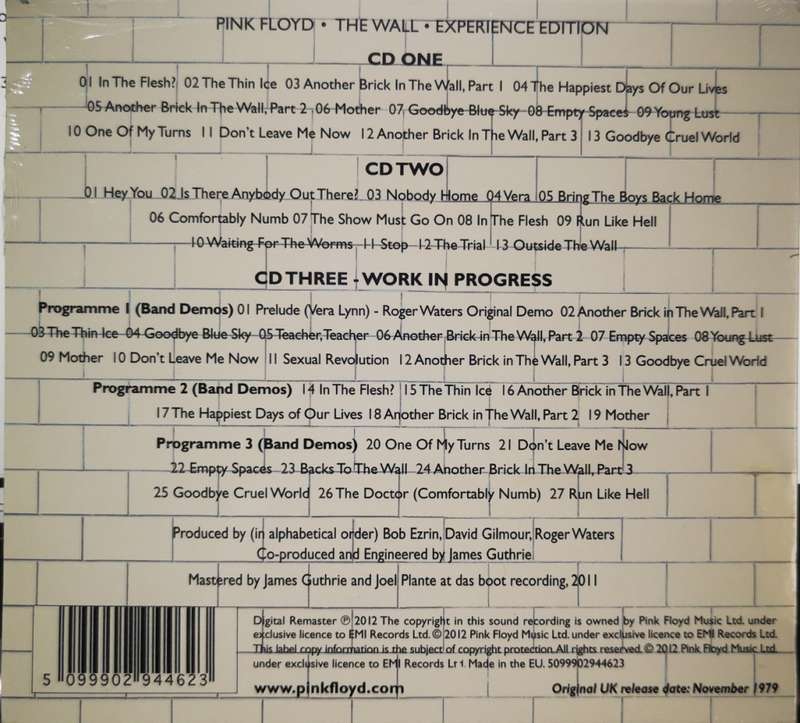 PINK FLOYD • THE WALL • EXPERIENCE EDITION
CD ONE
01 In The Flesh? 02 The Thin Ice 03 Another Brick In The Wall, Part 1 04 The Happiest Days Of Our Lives
05 Another Brick In The Wall, Part 2 06 Mother 07 Goodbye Blue Sky 08 Empty Spaces 09 Young Lust
10 One Of My Turns 11 Don't Leave Me Now 12 Another Brick In The Wall, Part 3 13 Goodbye Cruel World
CD TWO
01 Hey You 02 Is There Anybody Out There? 03 Nobody Home 04 Vera 05 Bring The Boys Back Home
06 Comfortably Numb 07 The Show Must Go On 08 In The Flesh 09 Run Like Hell
10 Waiting For The Worms 11 Stop 12 The Trial 13 Outside The Wall
CD THREE - WORK IN PROGRESS
Programme 1 (Band Demos) 01 Prelude (Vera Lynn) - Roger Waters Original Demo 02 Another Brick in The Wall, Part 1
03 The Thin Ice 04 Goodbye Blue Sky 05 Teacher, Teacher 06 Another Brick in The Wall, Part 2 07 Empty Spaces 08 Young Lust
09 Mother 10 Don't Leave Me Now 11 Sexual Revolution 12 Another Brick in The Wall, Part 3 13 Goodbye Cruel World
Programme 2 (Band Demos) 14 In The Flesh? 15 The Thin Ice 16 Another Brick in The Wall, Part 1
17 The Happiest Days of Our Lives 18 Another Brick in The Wall, Part 2 19 Mother
Programme 3 (Band Demos) 20 One Of My Turns 21 Don't Leave Me Now
22 Empty Spaces 23 Backs To The Wall 24 Another Brick In The Wall, Part 3
25 Goodbye Cruel World 26 The Doctor (Comfortably Numb) 27 Run Like Hell
Produced by (in alphabetical order) Bob Ezrin, David Gilmour, Roger Waters
Co-produced and Engineered by James Guthrie
Mastered by James Guthrie and Joel Plante at das boot recording, 2011
Digital Remaster ℗ 2012 The copyright in this sound recording is owned by Pink Floyd Music Ltd. under
exclusive licence to EMI Records Ltd. © 2012 Pink Floyd Music Ltd. under exclusive licence to EMI Records Ltd.
This label copy information is the subject of copyright protection. All rights reserved. © 2012 Pink Floyd Music Ltd.
under exclusive licence to EMI Records Ltd. Made in the EU. 5099902944623
5 099902 944623
www.pinkfloyd.com
Original UK release date: November 1979